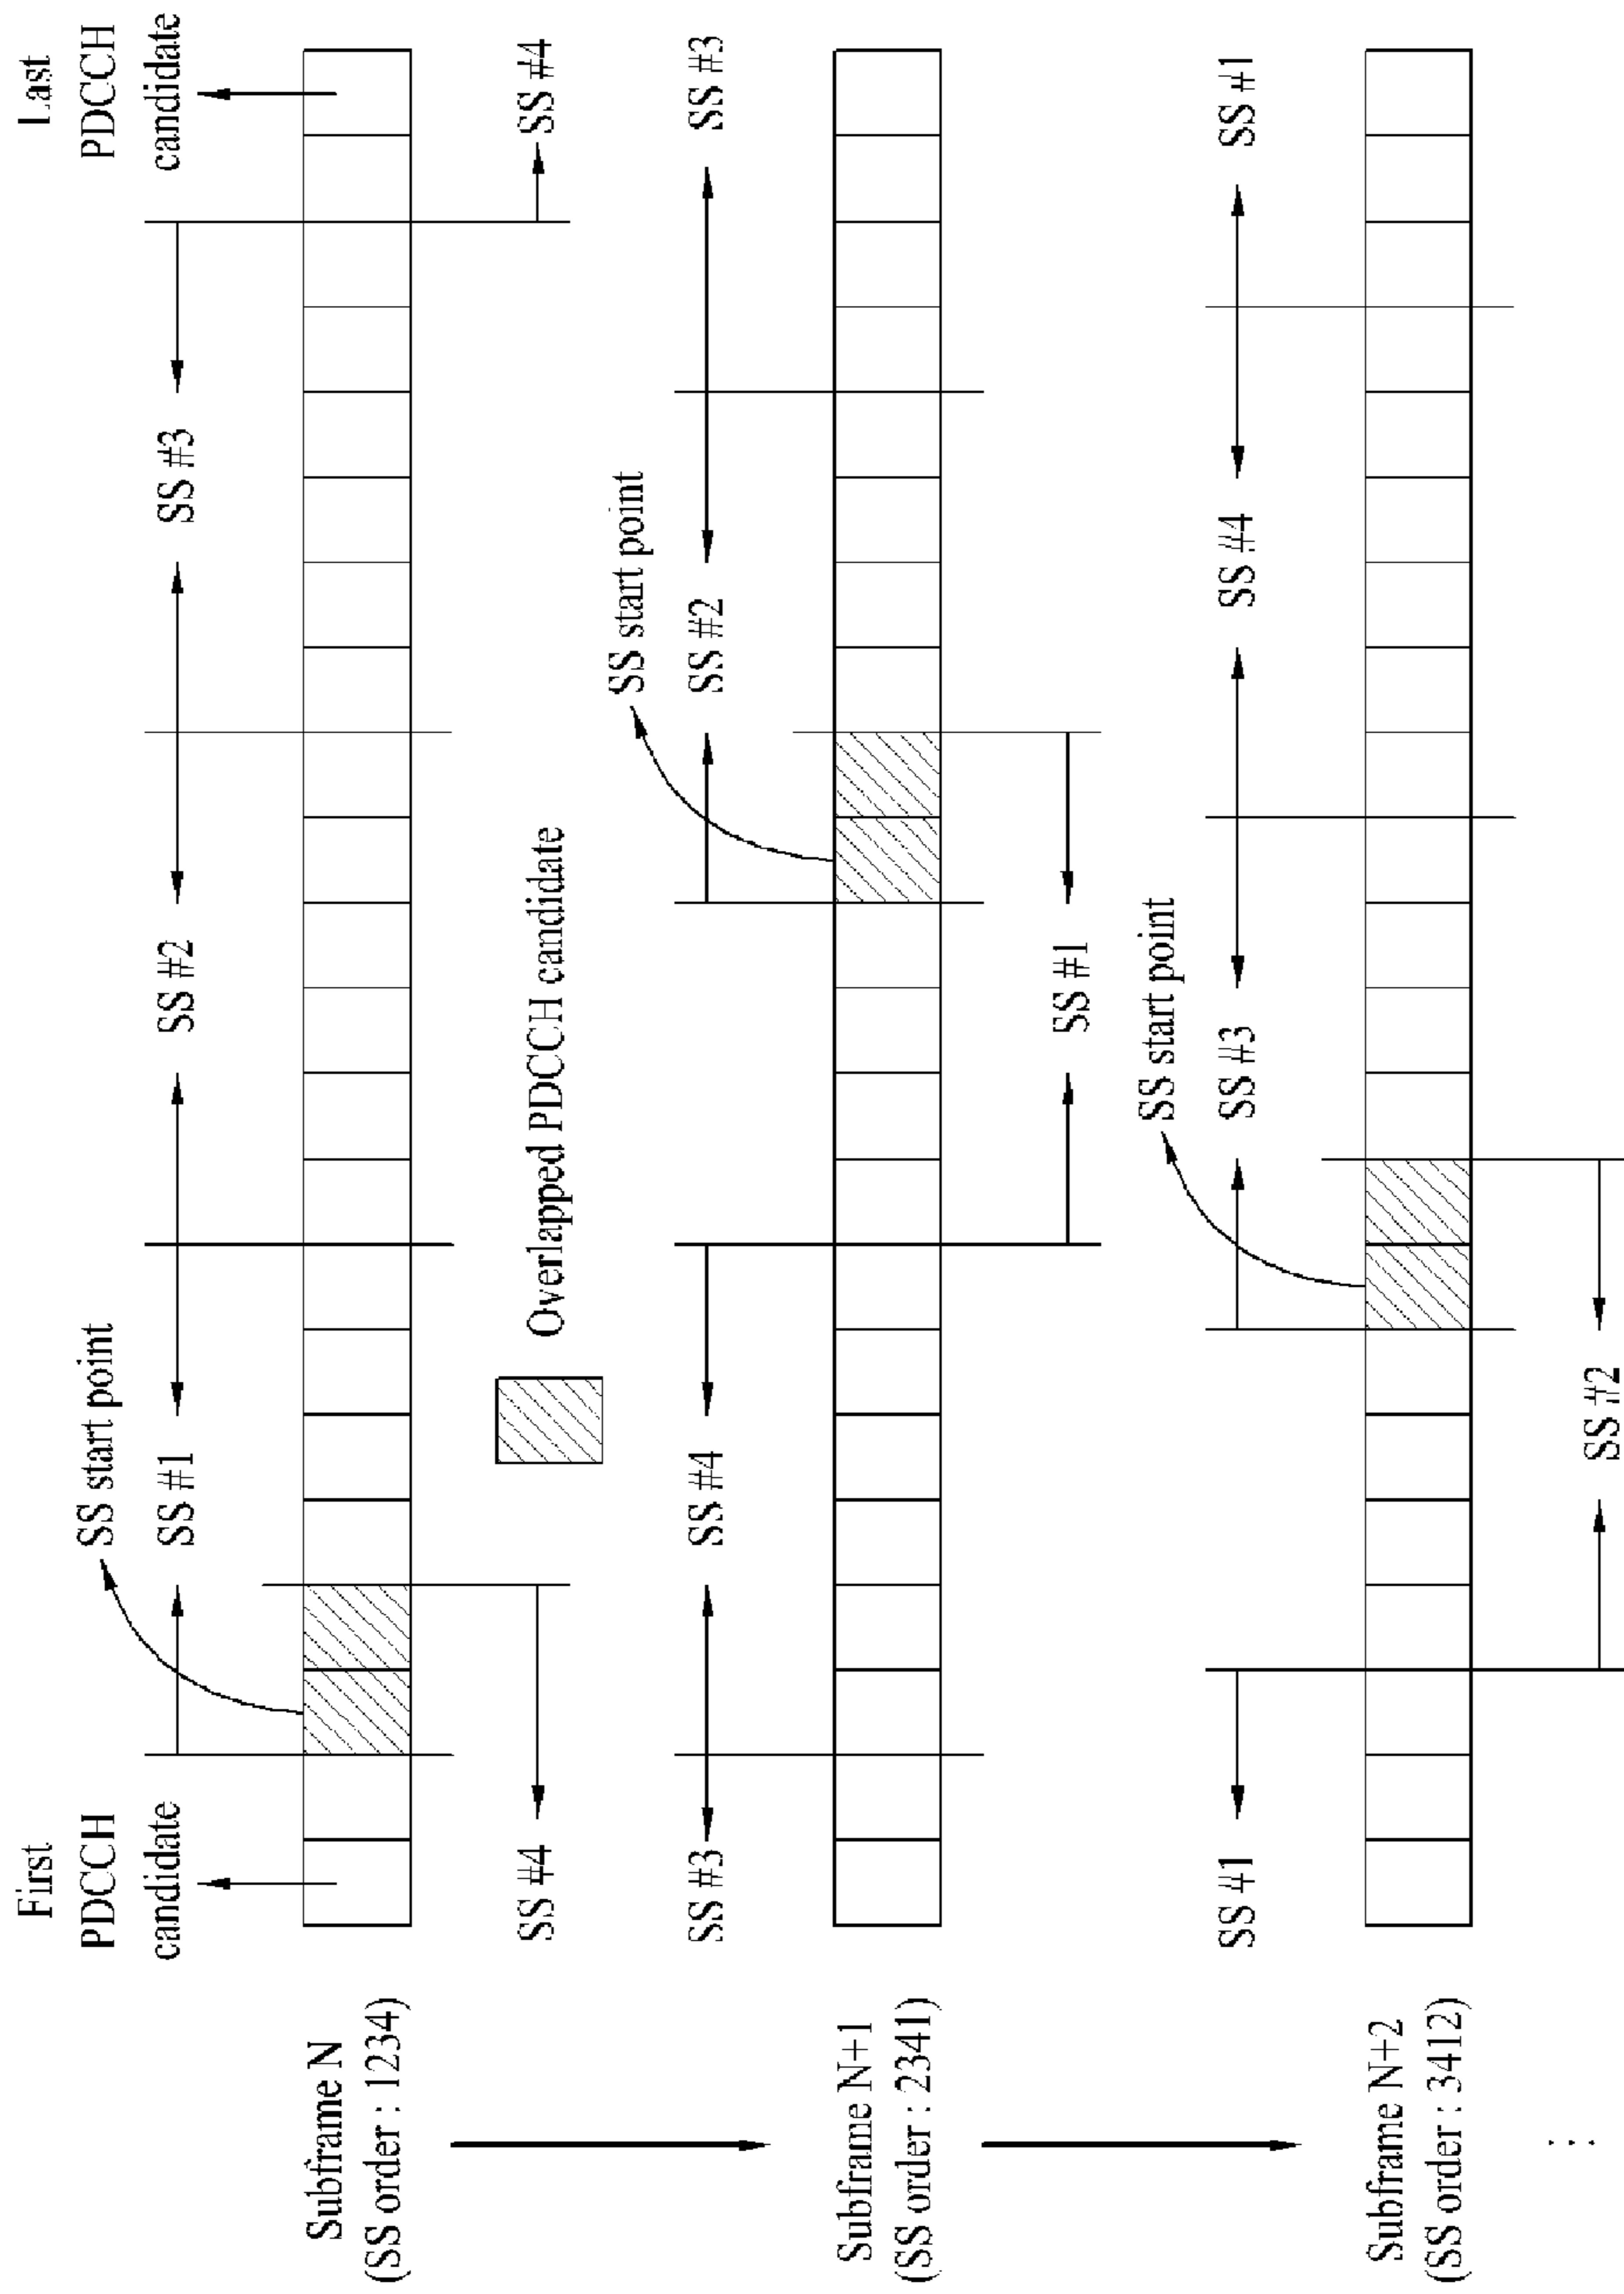 First
PDCCH
candidate
Last
PDCCH
candidate
SS start point
SS #1
SS #2
SS #3
Subframe N
(SS order : 1234)
SS #4
SS #4
Overlapped PDCCH candidate
SS start point
SS #3
SS #4
SS #2
SS #3
Subframe N+1
(SS order : 2341)
SS #1
SS start point
SS #1
SS #3
SS #4
SS #1
Subframe N+2
(SS order : 3412)
SS #2
⋮